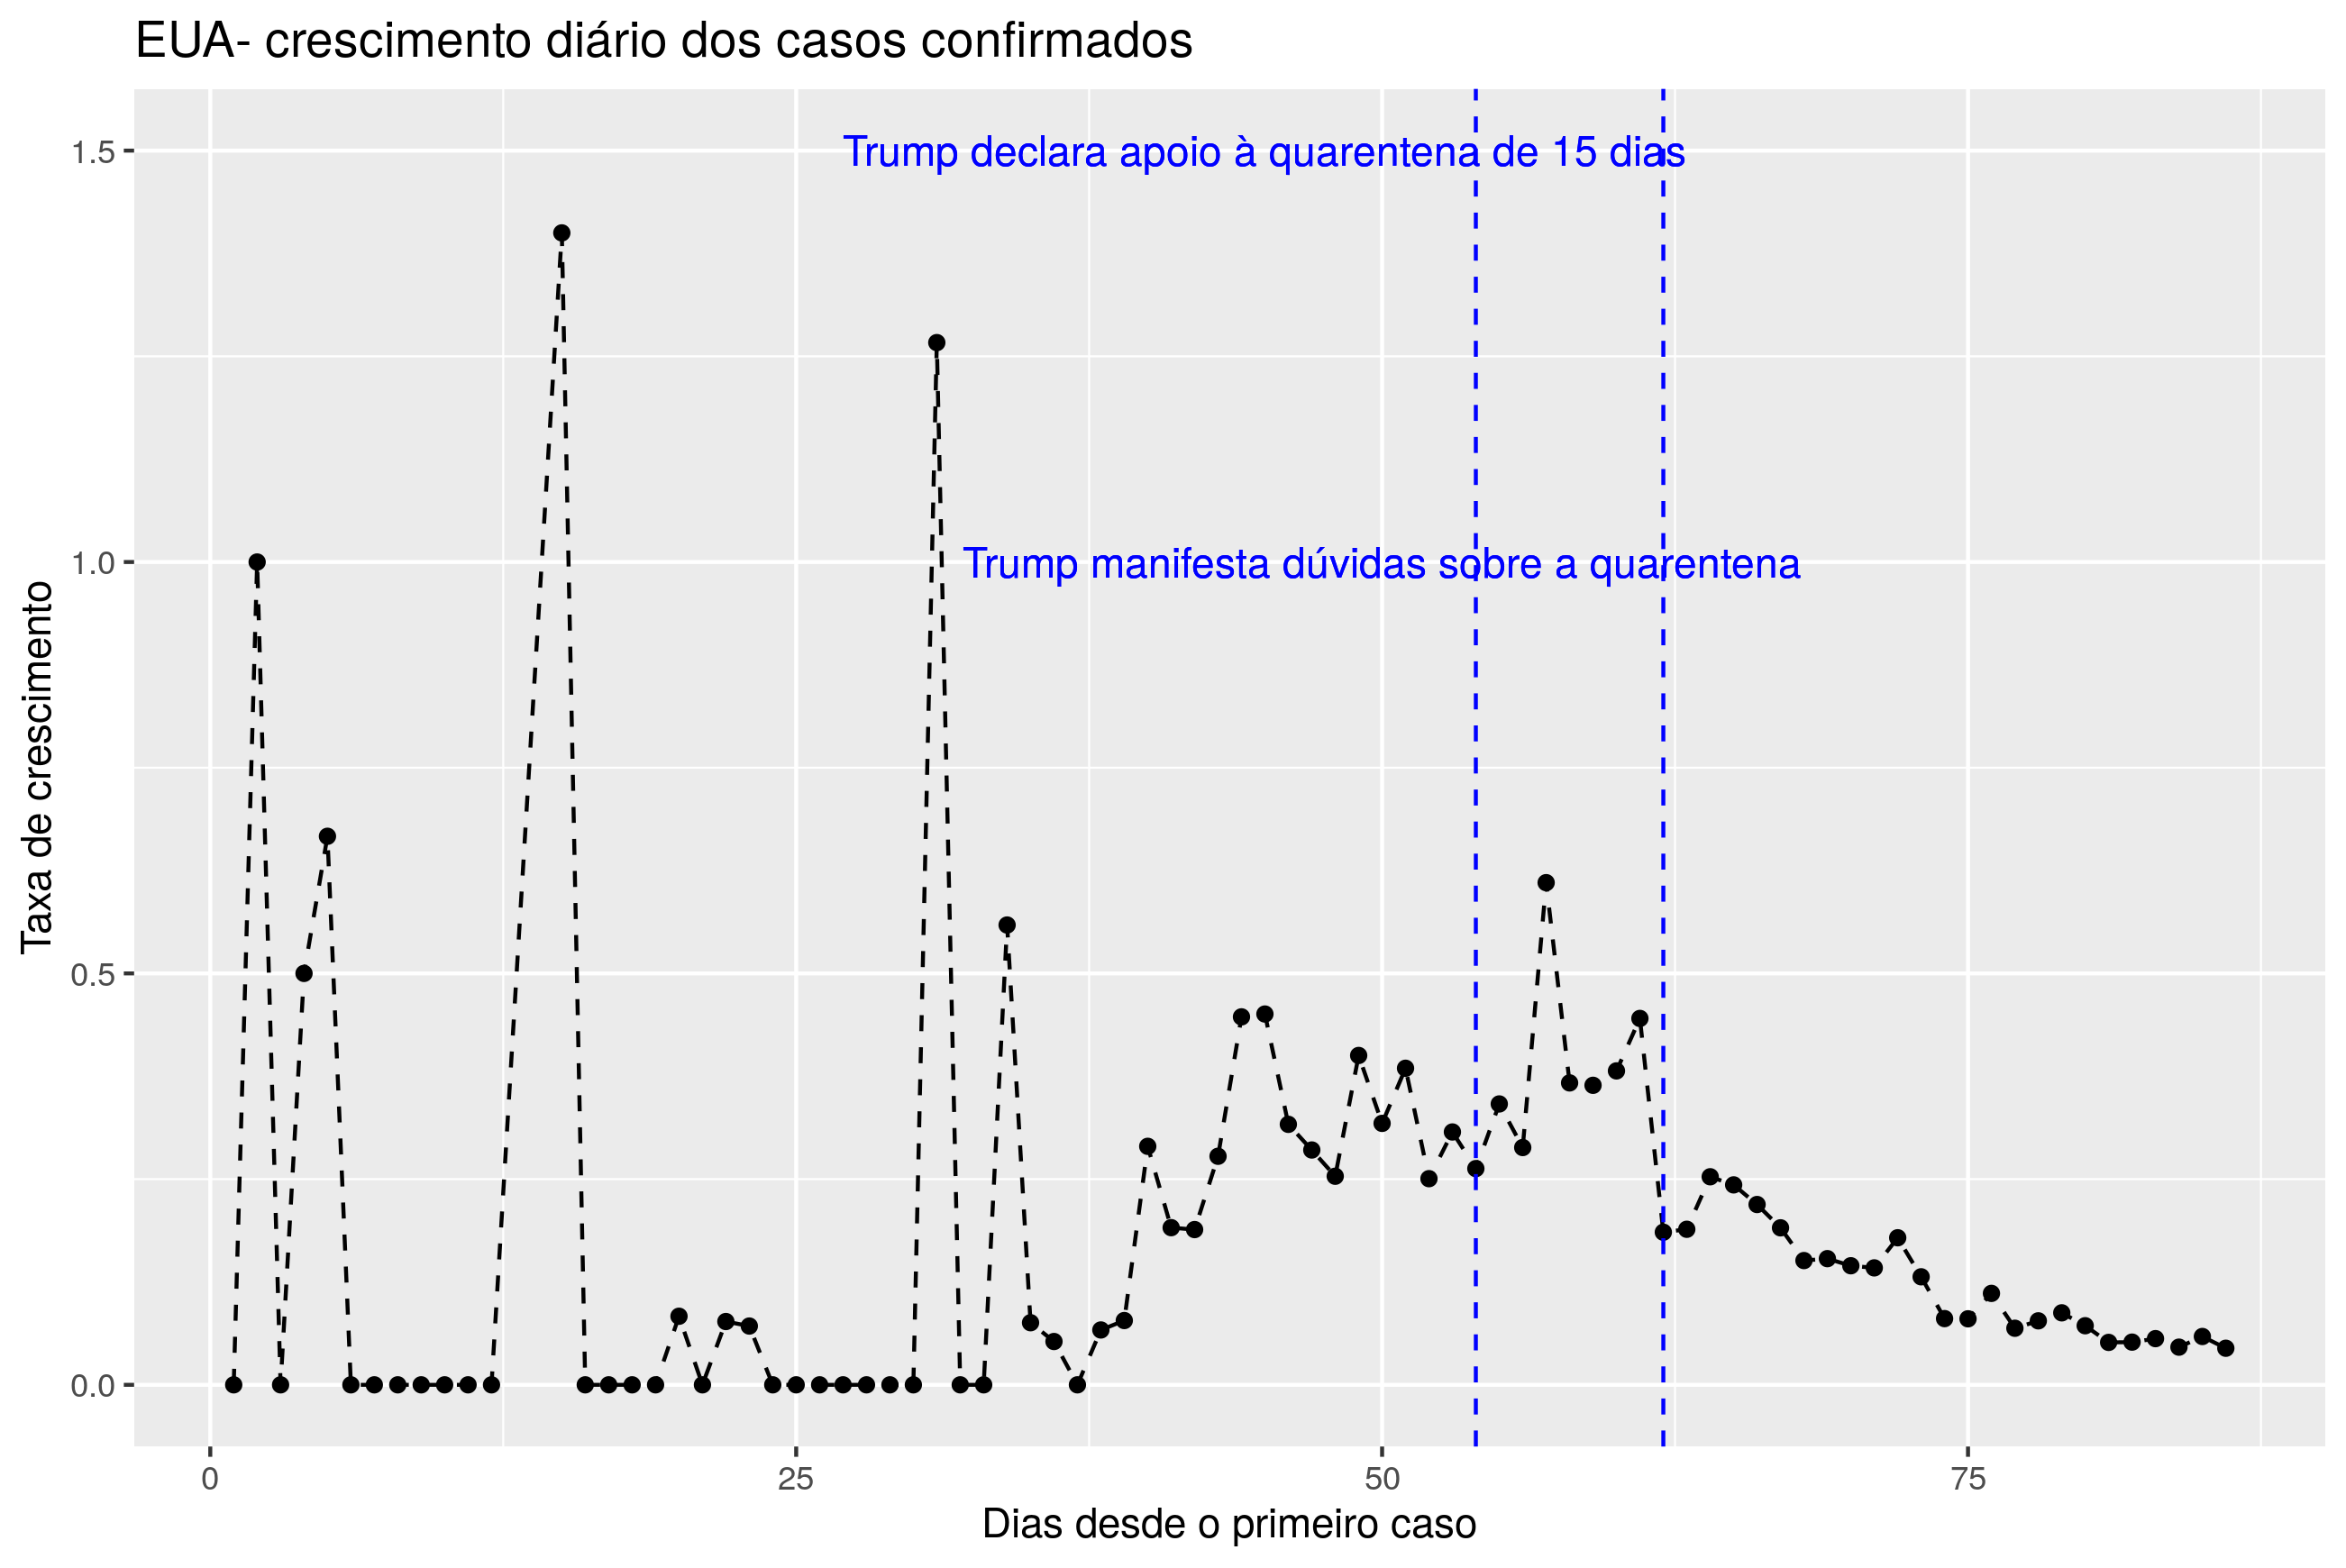 EUA- crescimento diário dos casos confirmados
Taxa de crescimento
1.5
1.0
0.5
0.0
Trump declara apoio à quarentena de 15 dias
Trump manifesta dúvidas sobre a quarentena
0
25
50
75
Dias desde o primeiro caso